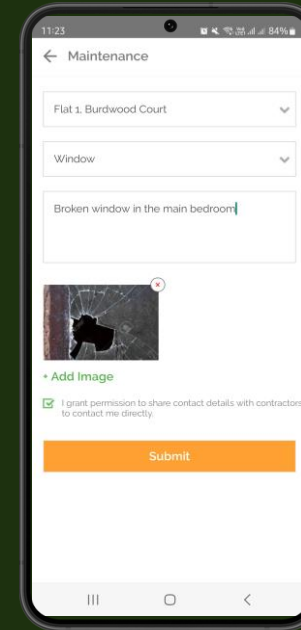 11:23
84%
Maintenance
Flat 1, Burdwood Court
Window
Broken window in the main bedroom
+ Add Image
I grant permission to share contact details with contractors
to contact me directly.
Submit